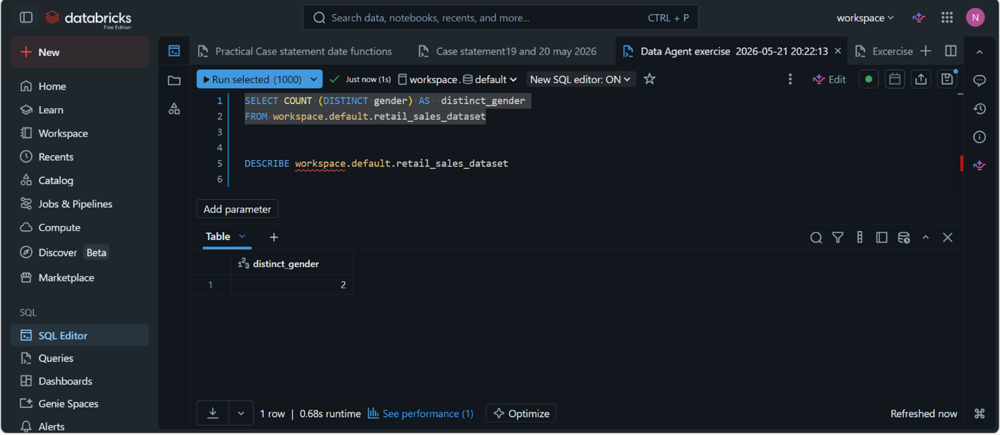 databricks
Free Edition
Search data, notebooks, recents, and more... CTRL + P
workspace
N
New
Home
Learn
Workspace
Recents
Catalog
Jobs & Pipelines
Compute
Discover Beta
Marketplace
SQL
SQL Editor
Queries
Dashboards
Genie Spaces
Alerts
Practical Case statement date functions
Case statement19 and 20 may 2026
Data Agent exercise 2026-05-21 20:22:13
Excercise
Run selected (1000) Just now (1s) workspace. default New SQL editor: ON Edit
1 SELECT COUNT (DISTINCT gender) AS distinct_gender
2 FROM workspace.default.retail_sales_dataset
3
4
5 DESCRIBE workspace.default.retail_sales_dataset
6
Add parameter
Table
123 distinct_gender
1 2
1 row | 0.68s runtime See performance (1) Optimize Refreshed now